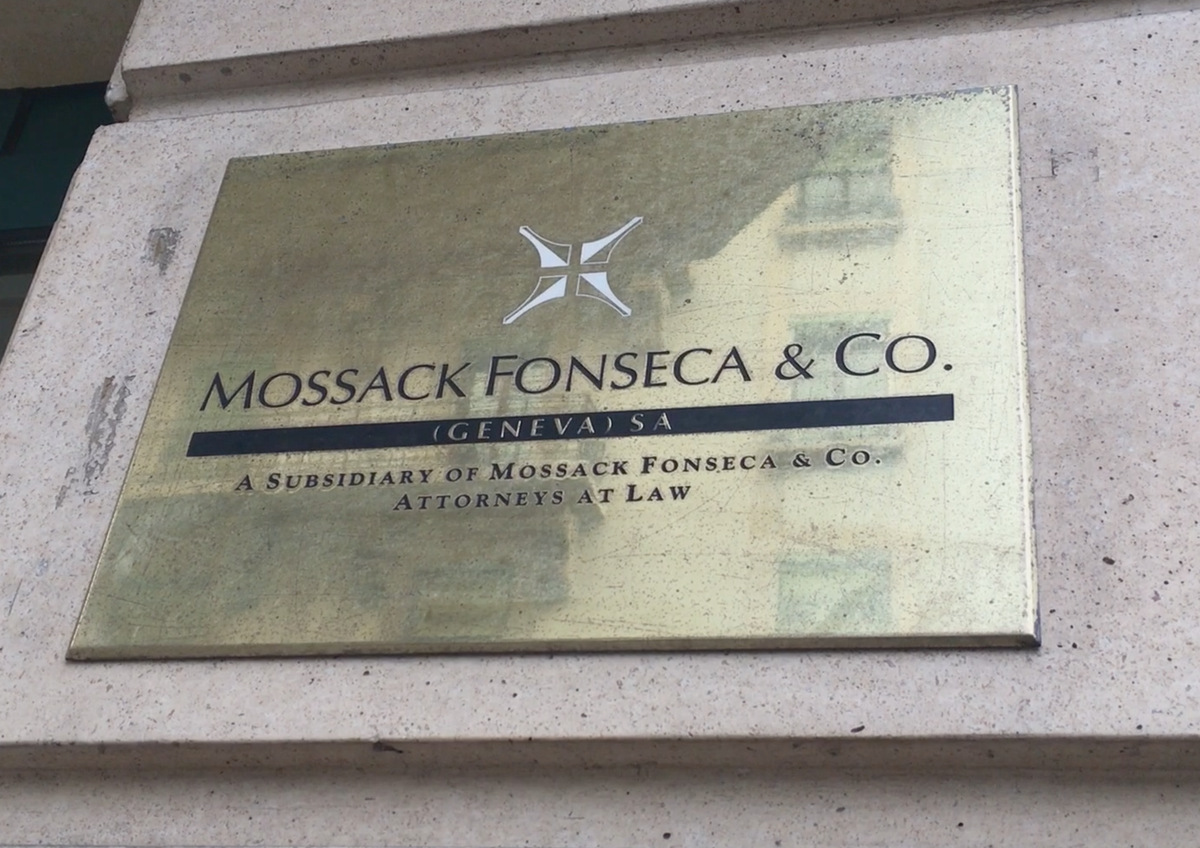 MOSSACK FONSECA & CO.
(GENEVA) SA
A SUBSIDIARY OF MOSSACK FONSECA & CO.
ATTORNEYS AT LAW